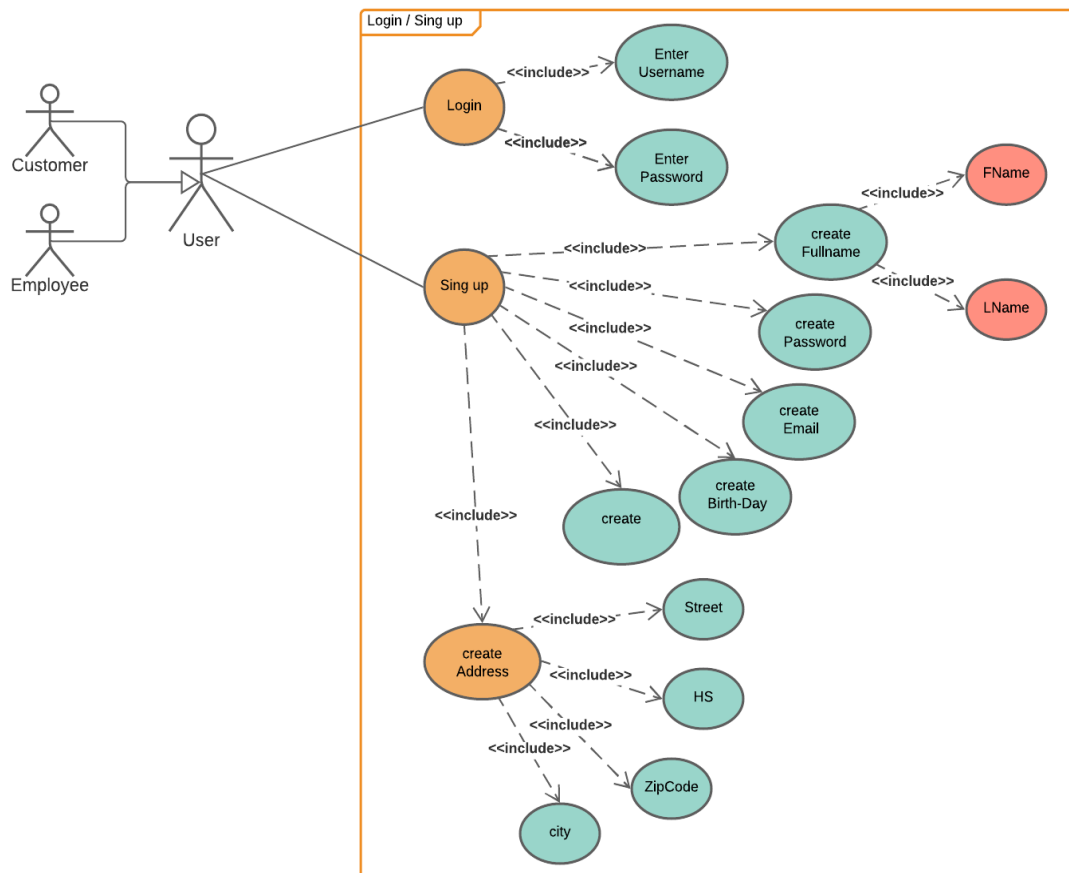 Login / Sing up
Enter
Username
<<include>>
Login
<<include>>
Enter
Password
Customer
User
Employee
FName
<<include>>
create
Fullname
<<include>>
<<include>>
LName
Sing up
<<include>>
create
Password
<<include>>
<<include>>
create
Email
<<include>>
create
Birth-Day
<<include>>
create
Street
<<include>>
create
Address
<<include>>
HS
<<include>>
<<include>>
ZipCode
city